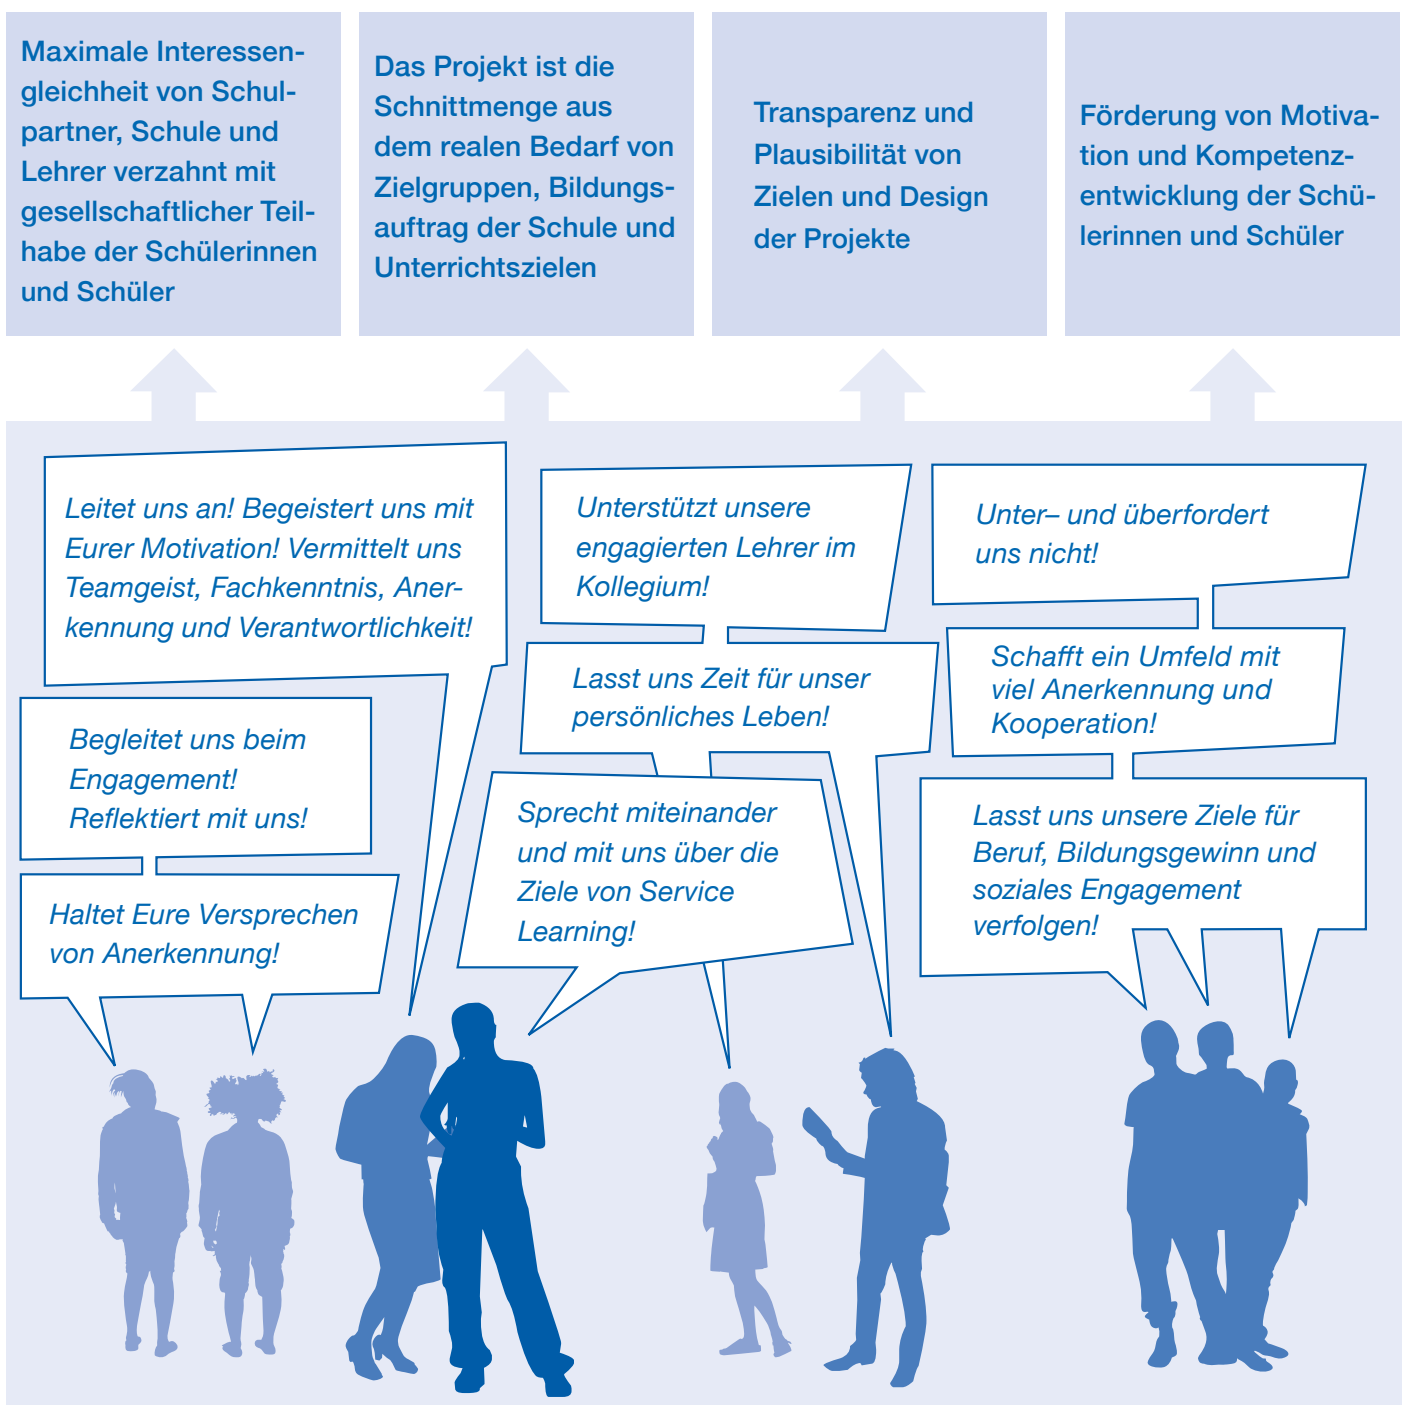 Maximale Interessen-
gleichheit von Schul-
partner, Schule und
Lehrer verzahnt mit
gesellschaftlicher Teil-
habe der Schülerinnen
und Schüler
Das Projekt ist die
Schnittmenge aus
dem realen Bedarf von
Zielgruppen, Bildungs-
auftrag der Schule und
Unterrichtszielen
Transparenz und
Plausibilität von
Zielen und Design
der Projekte
Förderung von Motiva-
tion und Kompetenz-
entwicklung der Schü-
lerinnen und Schüler
Leitet uns an! Begeistert uns mit
Eurer Motivation! Vermittelt uns
Teamgeist, Fachkenntnis, Aner-
kennung und Verantwortlichkeit!
Begleitet uns beim
Engagement!
Reflektiert mit uns!
Haltet Eure Versprechen
von Anerkennung!
Unterstützt unsere
engagierten Lehrer im
Kollegium!
Lasst uns Zeit für unser
persönliches Leben!
Sprecht miteinander
und mit uns über die
Ziele von Service
Learning!
Unter– und überfordert
uns nicht!
Schafft ein Umfeld mit
viel Anerkennung und
Kooperation!
Lasst uns unsere Ziele für
Beruf, Bildungsgewinn und
soziales Engagement
verfolgen!